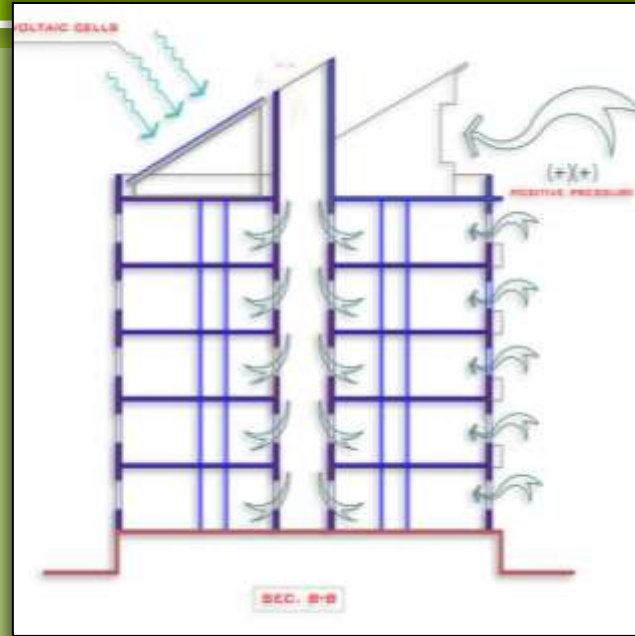 VOLTAIC CELLS
(+)(+)
POSITIVE PRESSURE
SEC. B-B